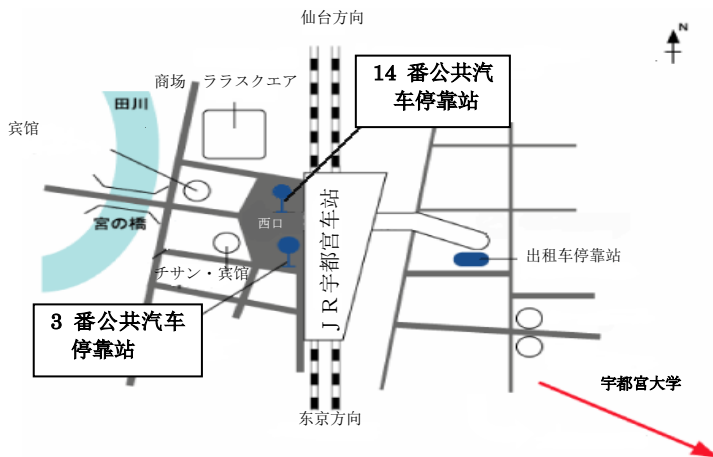 仙台方向
N
14 番公共汽
车停靠站
商场 ララスクエア
田川
宾馆
宮の橋
西口
JR宇都宮车站
出租车停靠站
チサン・宾馆
3 番公共汽车
停靠站
宇都宮大学
东京方向